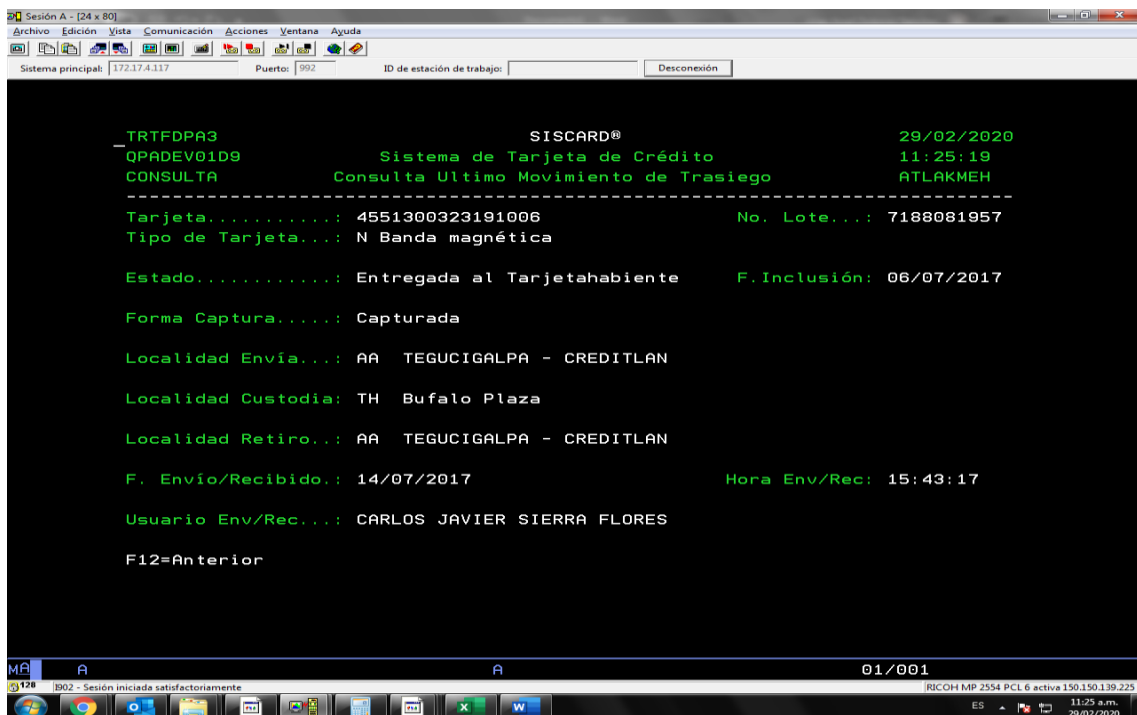 Sesión A - [24 x 80]
Archivo Edición Vista Comunicación Acciones Ventana Ayuda
Sistema principal: 172.17.4.117 Puerto: 992 ID de estación de trabajo: Desconexión
TRTFDPA3 SISCARD® 29/02/2020
QPADEV01D9 Sistema de Tarjeta de Crédito 11:25:19
CONSULTA Consulta Ultimo Movimiento de Trasiego ATLAKMEH
Tarjeta...........: 4551300323191006 No. Lote...: 7188081957
Tipo de Tarjeta...: N Banda magnética
Estado............: Entregada al Tarjetahabiente F.Inclusión: 06/07/2017
Forma Captura.....: Capturada
Localidad Envía...: AA TEGUCIGALPA - CREDITLAN
Localidad Custodia: TH Bufalo Plaza
Localidad Retiro..: AA TEGUCIGALPA - CREDITLAN
F. Envío/Recibido.: 14/07/2017 Hora Env/Rec: 15:43:17
Usuario Env/Rec...: CARLOS JAVIER SIERRA FLORES
F12=Anterior
MA A A 01/001
I902 - Sesión iniciada satisfactoriamente RICOH MP 2554 PCL 6 activa 150.150.139.225
ES 11:25 a.m.
29/02/2020